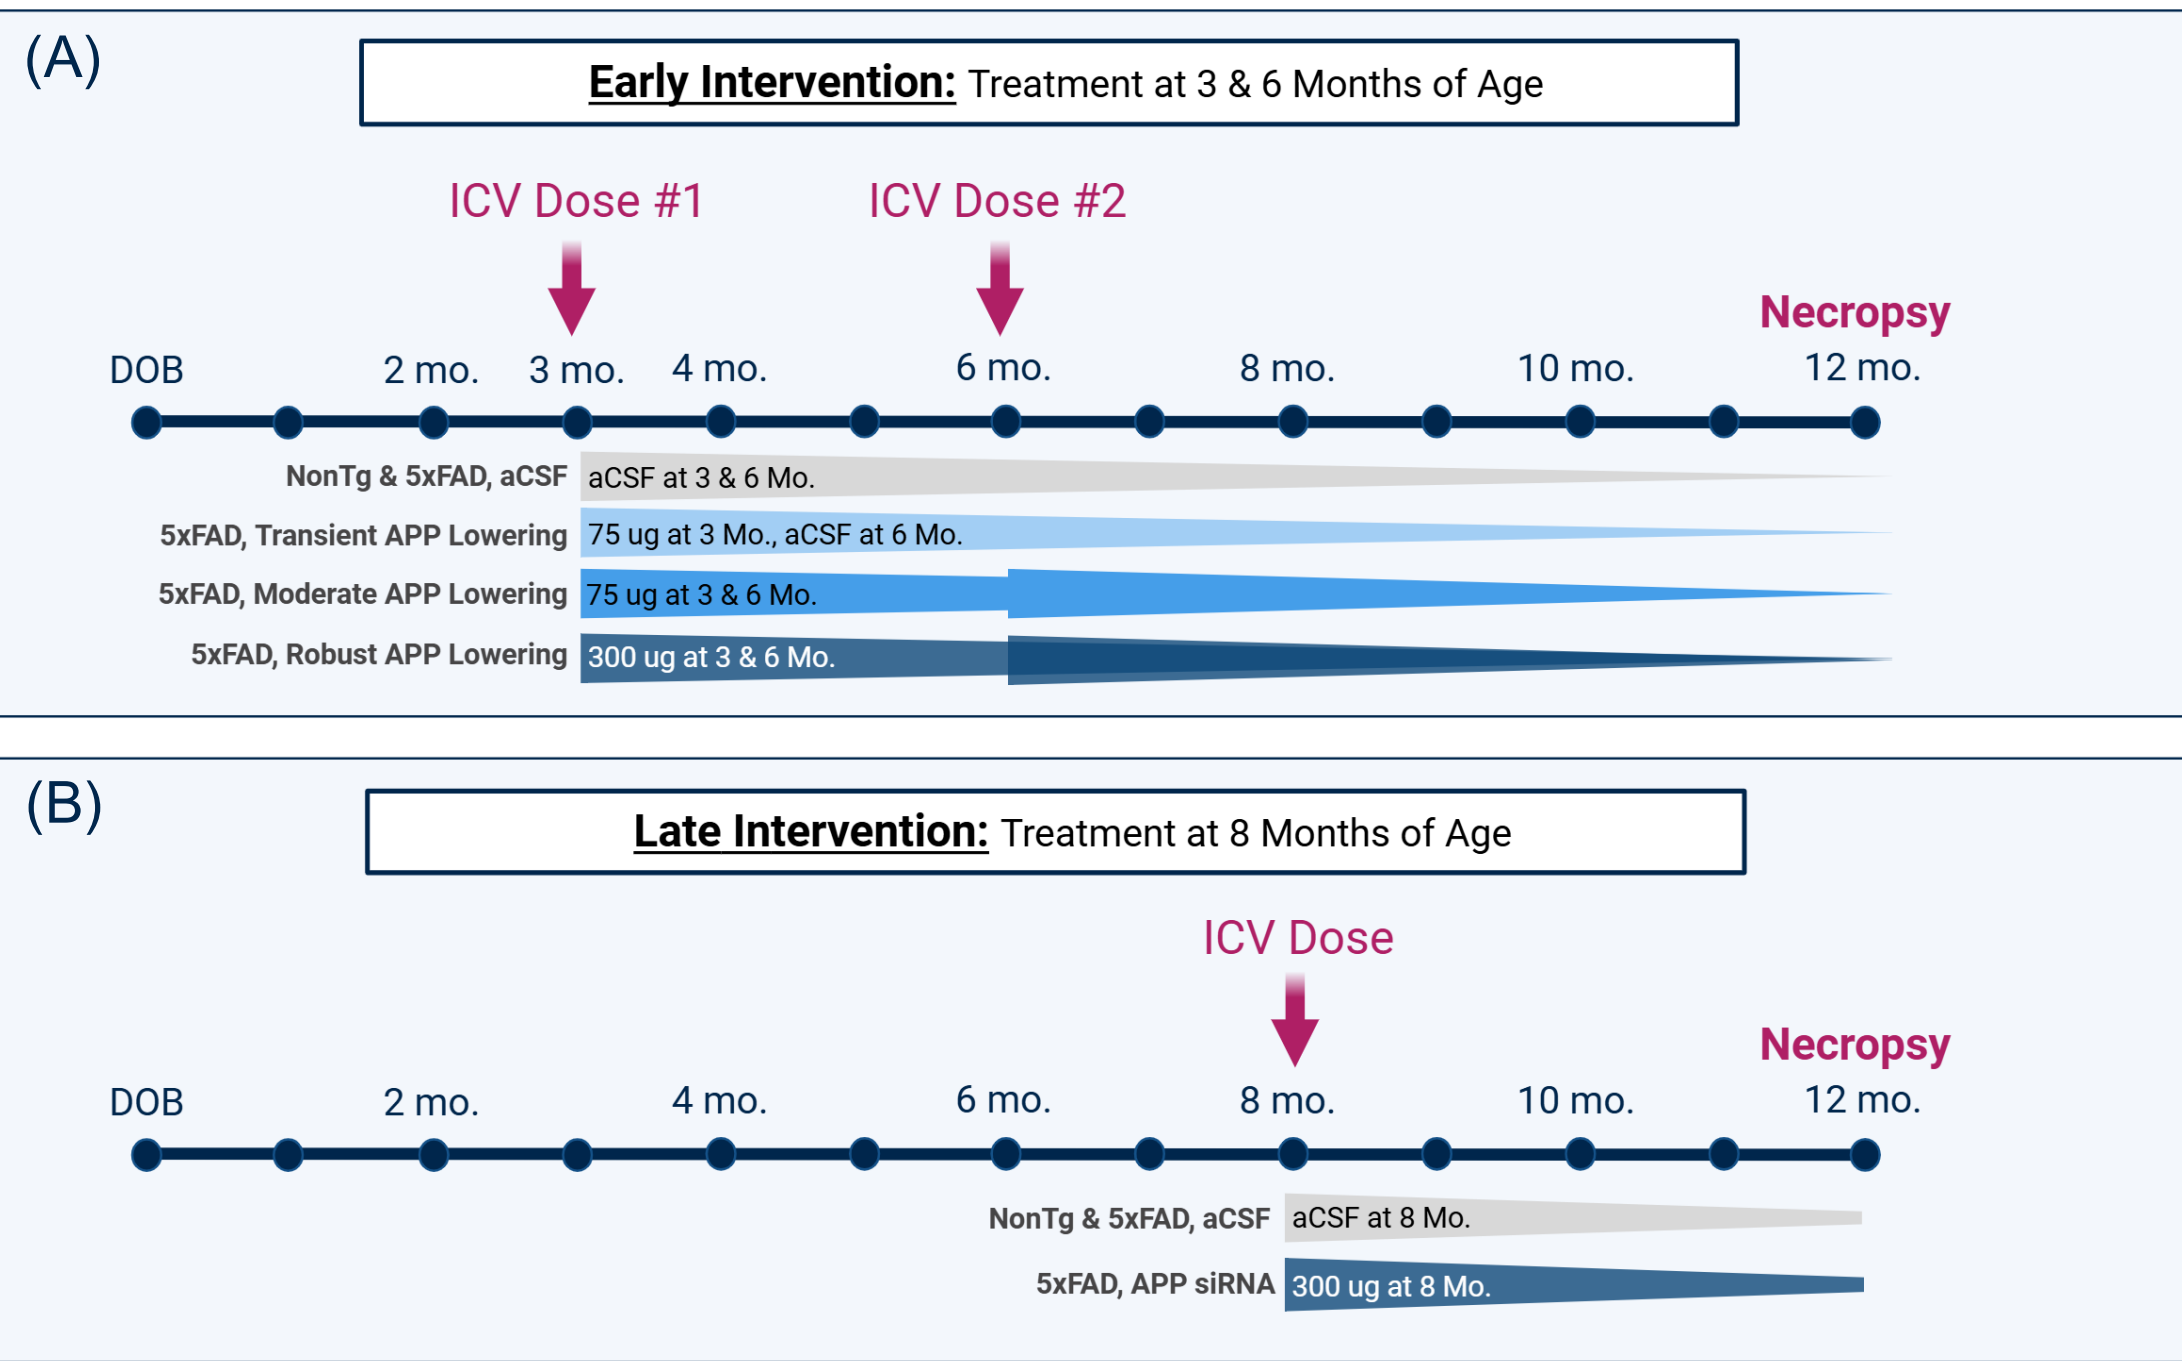 (A)
Early Intervention: Treatment at 3 & 6 Months of Age
ICV Dose #1 ICV Dose #2
Necropsy
DOB 2 mo. 3 mo. 4 mo. 6 mo. 8 mo. 10 mo. 12 mo.
NonTg & 5xFAD, aCSF aCSF at 3 & 6 Mo.
5xFAD, Transient APP Lowering 75 ug at 3 Mo., aCSF at 6 Mo.
5xFAD, Moderate APP Lowering 75 ug at 3 & 6 Mo.
5xFAD, Robust APP Lowering 300 ug at 3 & 6 Mo.
(B)
Late Intervention: Treatment at 8 Months of Age
ICV Dose
Necropsy
DOB 2 mo. 4 mo. 6 mo. 8 mo. 10 mo. 12 mo.
NonTg & 5xFAD, aCSF aCSF at 8 Mo.
5xFAD, APP siRNA 300 ug at 8 Mo.